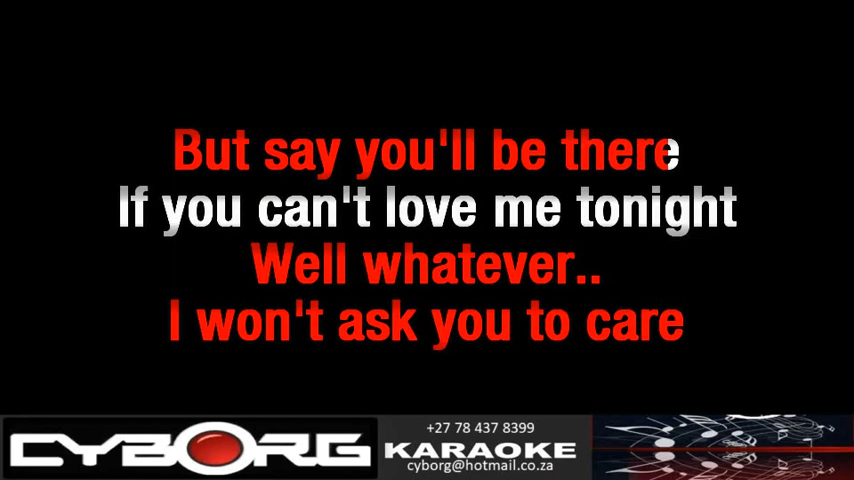 But say you'll be there
If you can't love me tonight
Well whatever..
I won't ask you to care
CYBORG
+27 78 437 8399
KARAOKE
cyborg@hotmail.co.za